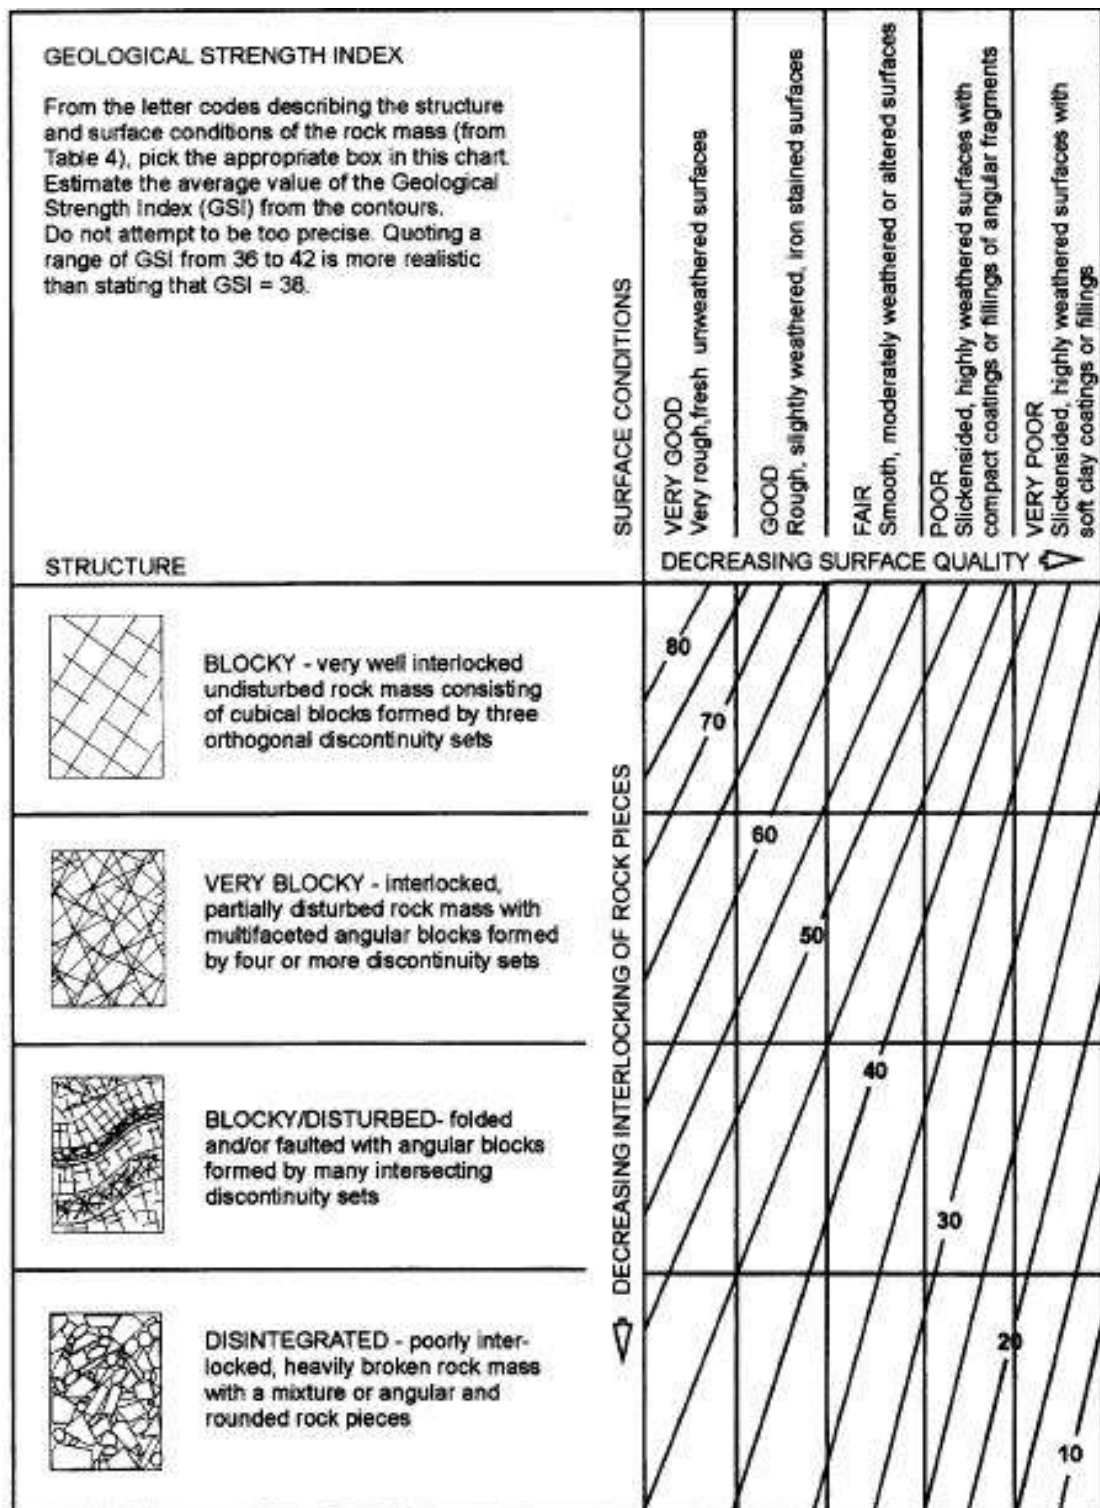 GEOLOGICAL STRENGTH INDEX
From the letter codes describing the structure
and surface conditions of the rock mass (from
Table 4), pick the appropriate box in this chart.
Estimate the average value of the Geological
Strength Index (GSI) from the contours.
Do not attempt to be too precise. Quoting a
range of GSI from 36 to 42 is more realistic
than stating that GSI = 38.
SURFACE CONDITIONS
VERY GOOD
Very rough,fresh unweathered surfaces
GOOD
Rough, slightly weathered, iron stained surfaces
FAIR
Smooth, moderately weathered or altered surfaces
POOR
Slickensided, highly weathered surfaces with
compact coatings or fillings of angular fragments
VERY POOR
Slickensided, highly weathered surfaces with
soft clay coatings or fillings
STRUCTURE
DECREASING SURFACE QUALITY
BLOCKY - very well interlocked
undisturbed rock mass consisting
of cubical blocks formed by three
orthogonal discontinuity sets
VERY BLOCKY - interlocked,
partially disturbed rock mass with
multifaceted angular blocks formed
by four or more discontinuity sets
BLOCKY/DISTURBED- folded
and/or faulted with angular blocks
formed by many intersecting
discontinuity sets
DISINTEGRATED - poorly inter-
locked, heavily broken rock mass
with a mixture or angular and
rounded rock pieces
DECREASING INTERLOCKING OF ROCK PIECES
80
70
60
50
40
30
20
10